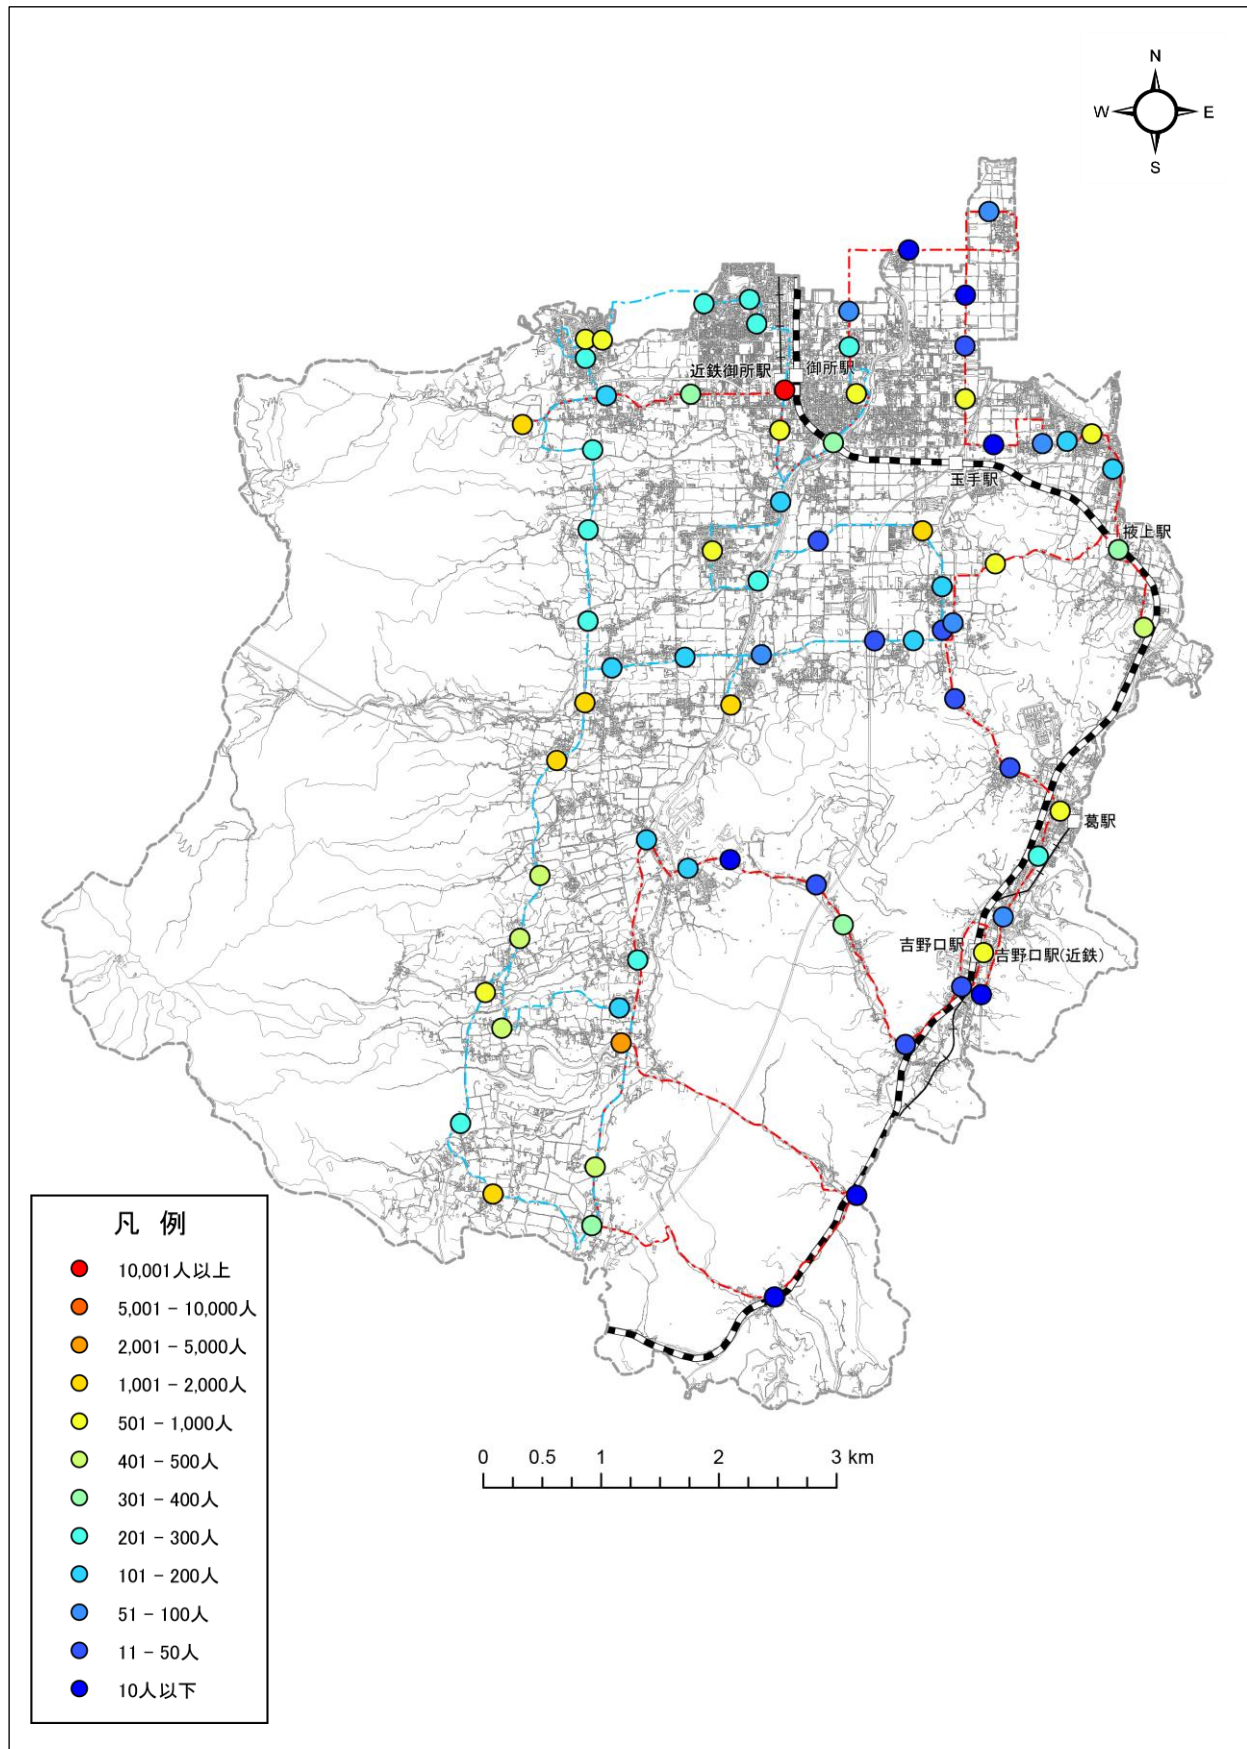 N
W E
S
近鉄御所駅
御所駅
玉手駅
掖上駅
葛駅
吉野口駅
吉野口駅(近鉄)
凡 例
10,001人以上
5,001 - 10,000人
2,001 - 5,000人
1,001 - 2,000人
501 - 1,000人
401 - 500人
301 - 400人
201 - 300人
101 - 200人
51 - 100人
11 - 50人
10人以下
0 0.5 1 2 3 km